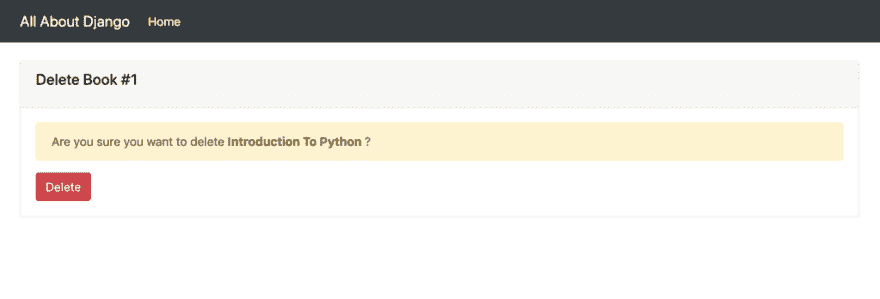 All About Django Home
Delete Book #1
Are you sure you want to delete Introduction To Python ?
Delete